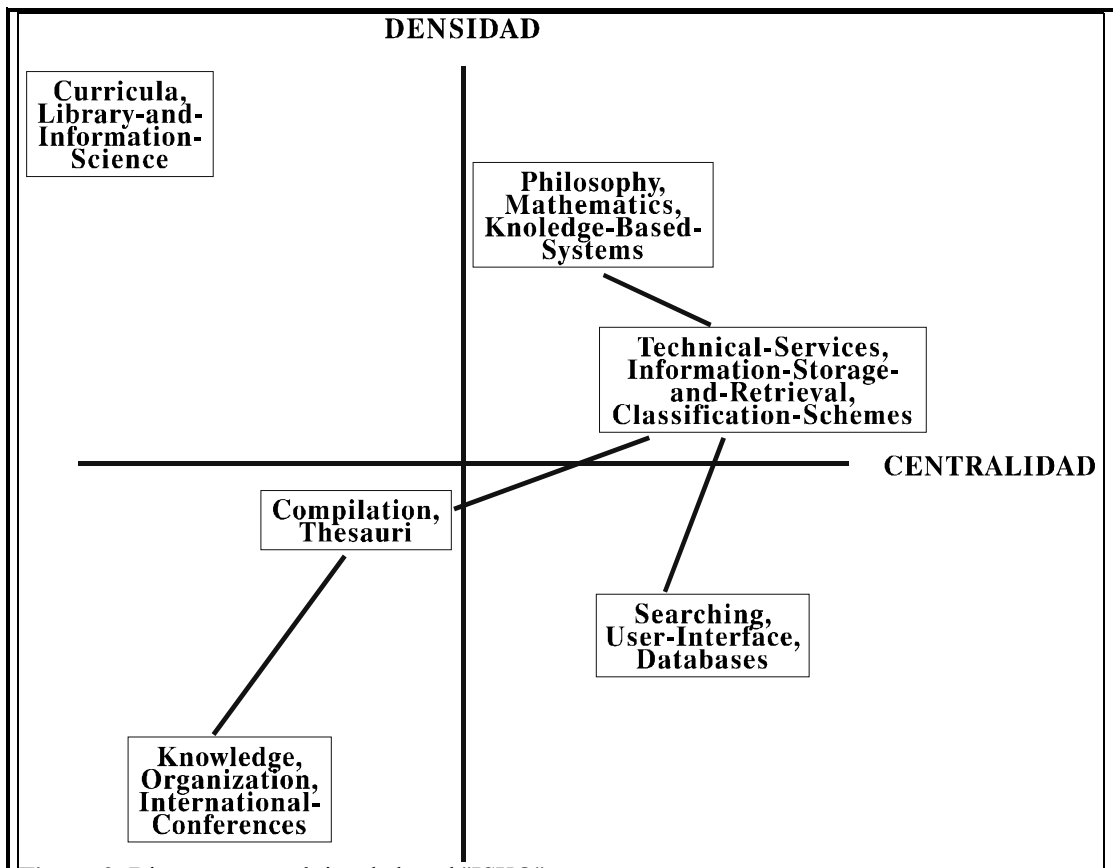 DENSIDAD
Curricula,
Library-and-
Information-
Science
Philosophy,
Mathematics,
Knoledge-Based-
Systems
Technical-Services,
Information-Storage-
and-Retrieval,
Classification-Schemes
CENTRALIDAD
Compilation,
Thesauri
Searching,
User-Interface,
Databases
Knowledge,
Organization,
International-
Conferences